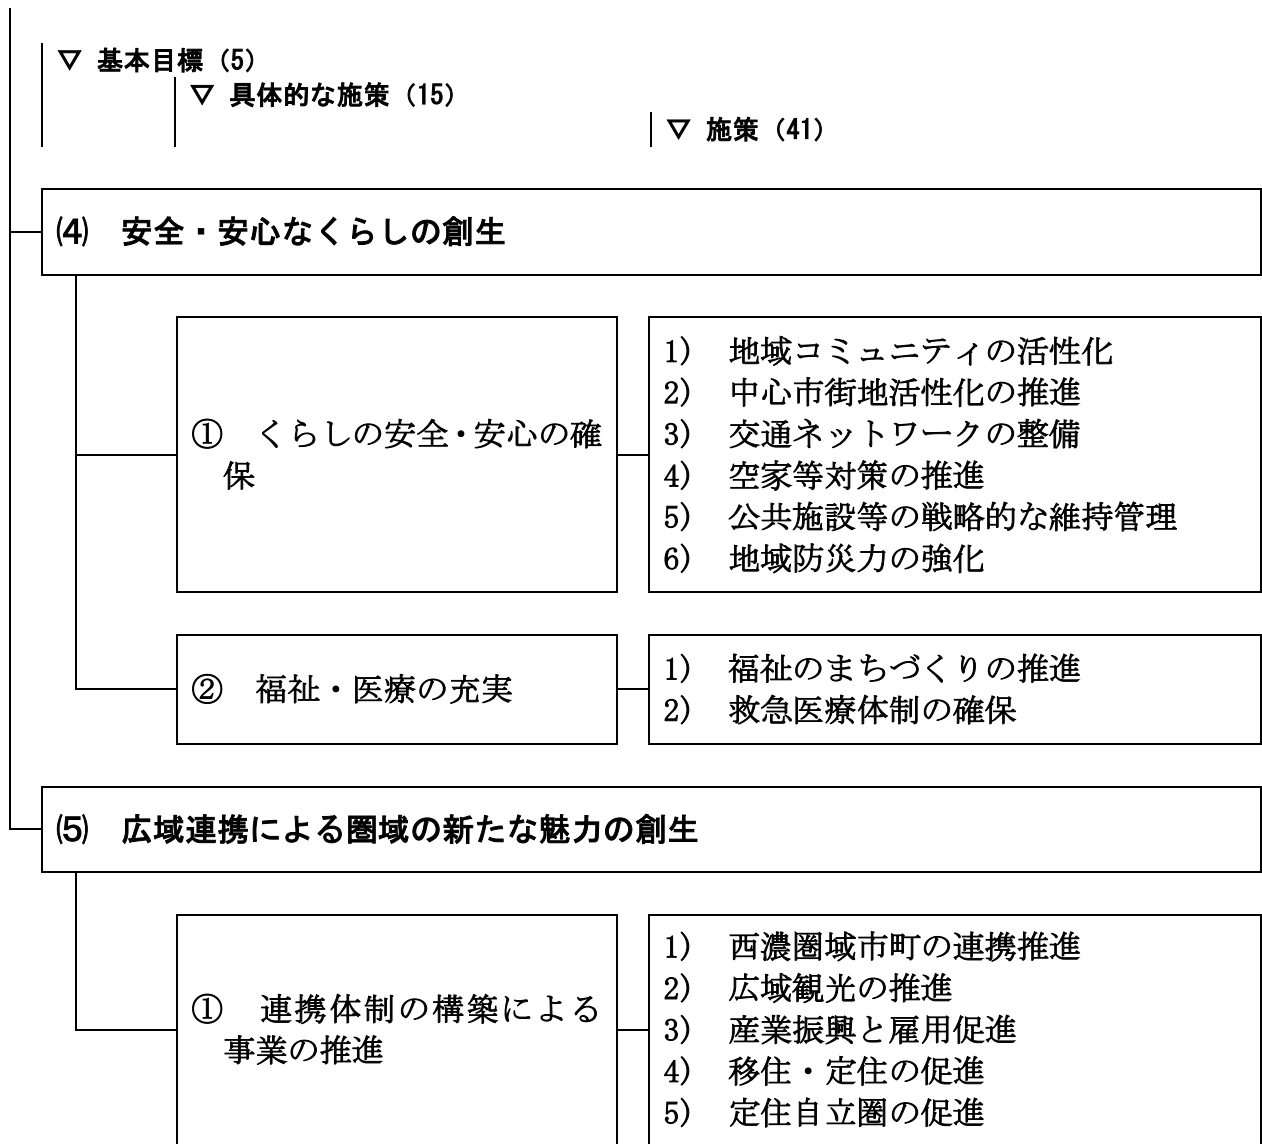 ▽ 基本目標（5）
▽ 具体的な施策（15）
▽ 施策（41）
⑷　安全・安心なくらしの創生
①　くらしの安全・安心の確
保
1)　地域コミュニティの活性化
2)　中心市街地活性化の推進
3)　交通ネットワークの整備
4)　空家等対策の推進
5)　公共施設等の戦略的な維持管理
6)　地域防災力の強化
②　福祉・医療の充実
1)　福祉のまちづくりの推進
2)　救急医療体制の確保
⑸　広域連携による圏域の新たな魅力の創生
①　連携体制の構築による
事業の推進
1)　西濃圏域市町の連携推進
2)　広域観光の推進
3)　産業振興と雇用促進
4)　移住・定住の促進
5)　定住自立圏の促進